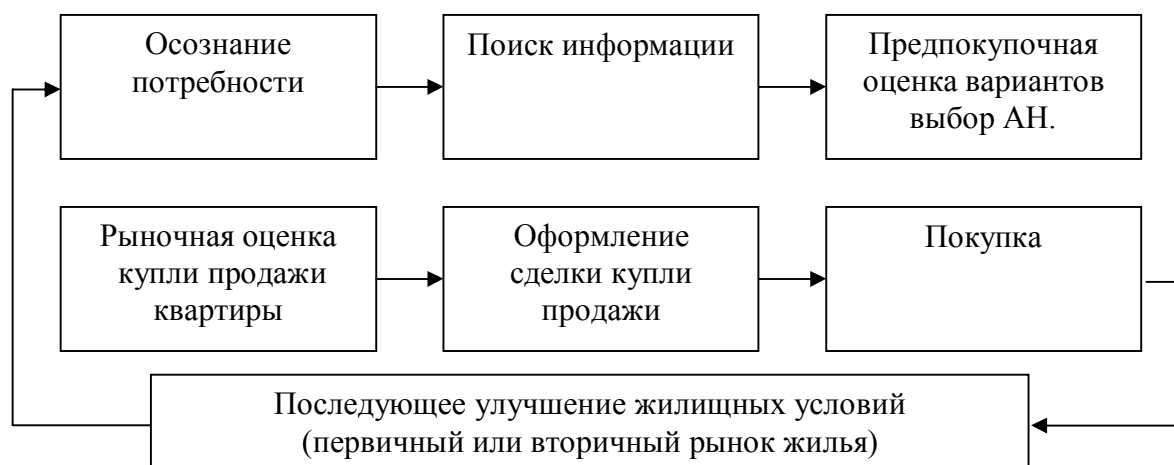 Осознание
потребности
Поиск информации
Предпокупочная
оценка вариантов
выбор АН.
Рыночная оценка
купли продажи
квартиры
Оформление
сделки купли
продажи
Покупка
Последующее улучшение жилищных условий
(первичный или вторичный рынок жилья)